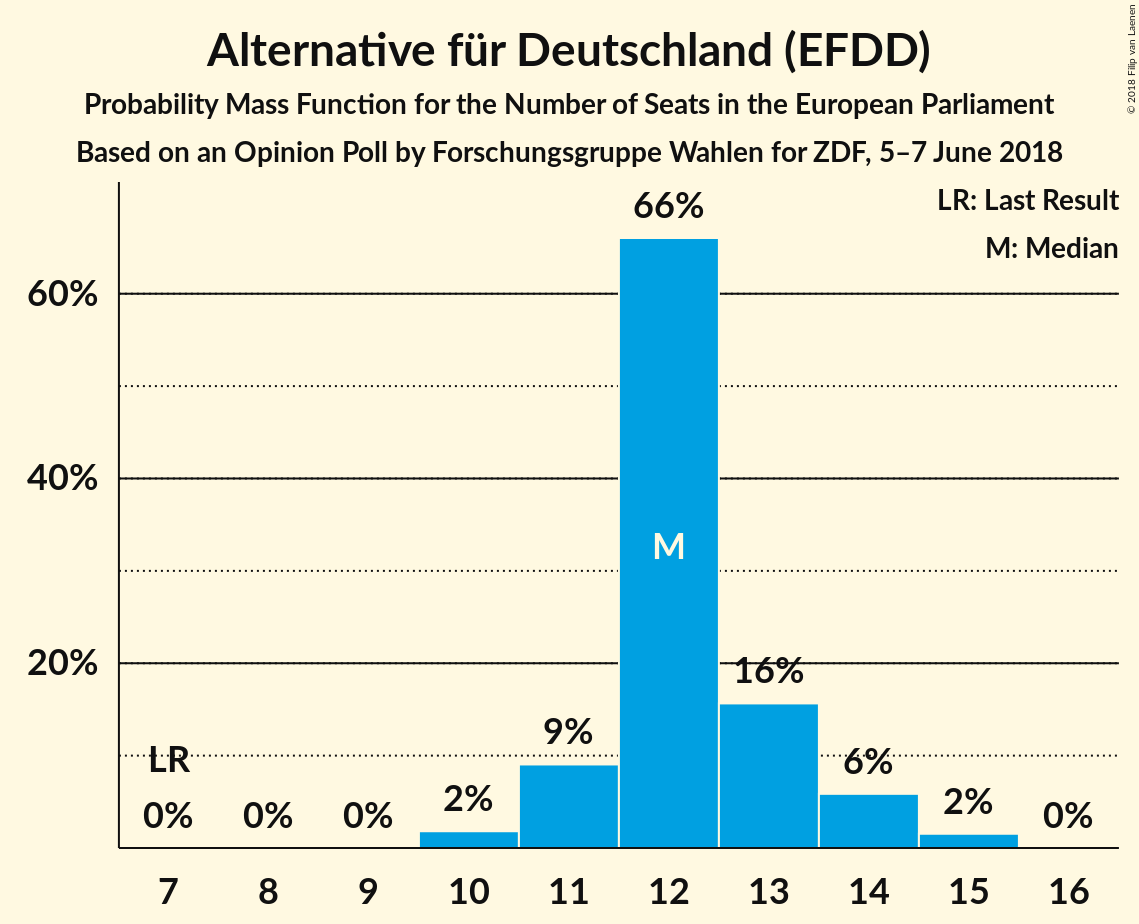 Alternative für Deutschland (EFDD)
Probability Mass Function for the Number of Seats in the European Parliament
Based on an Opinion Poll by Forschungsgruppe Wahlen for ZDF, 5–7 June 2018
© 2018 Filip van Laenen
LR: Last Result
M: Median
66%
60%
40%
M
20%
16%
9%
LR
6%
0% 0% 0% 2% 2% 0%
7 8 9 10 11 12 13 14 15 16